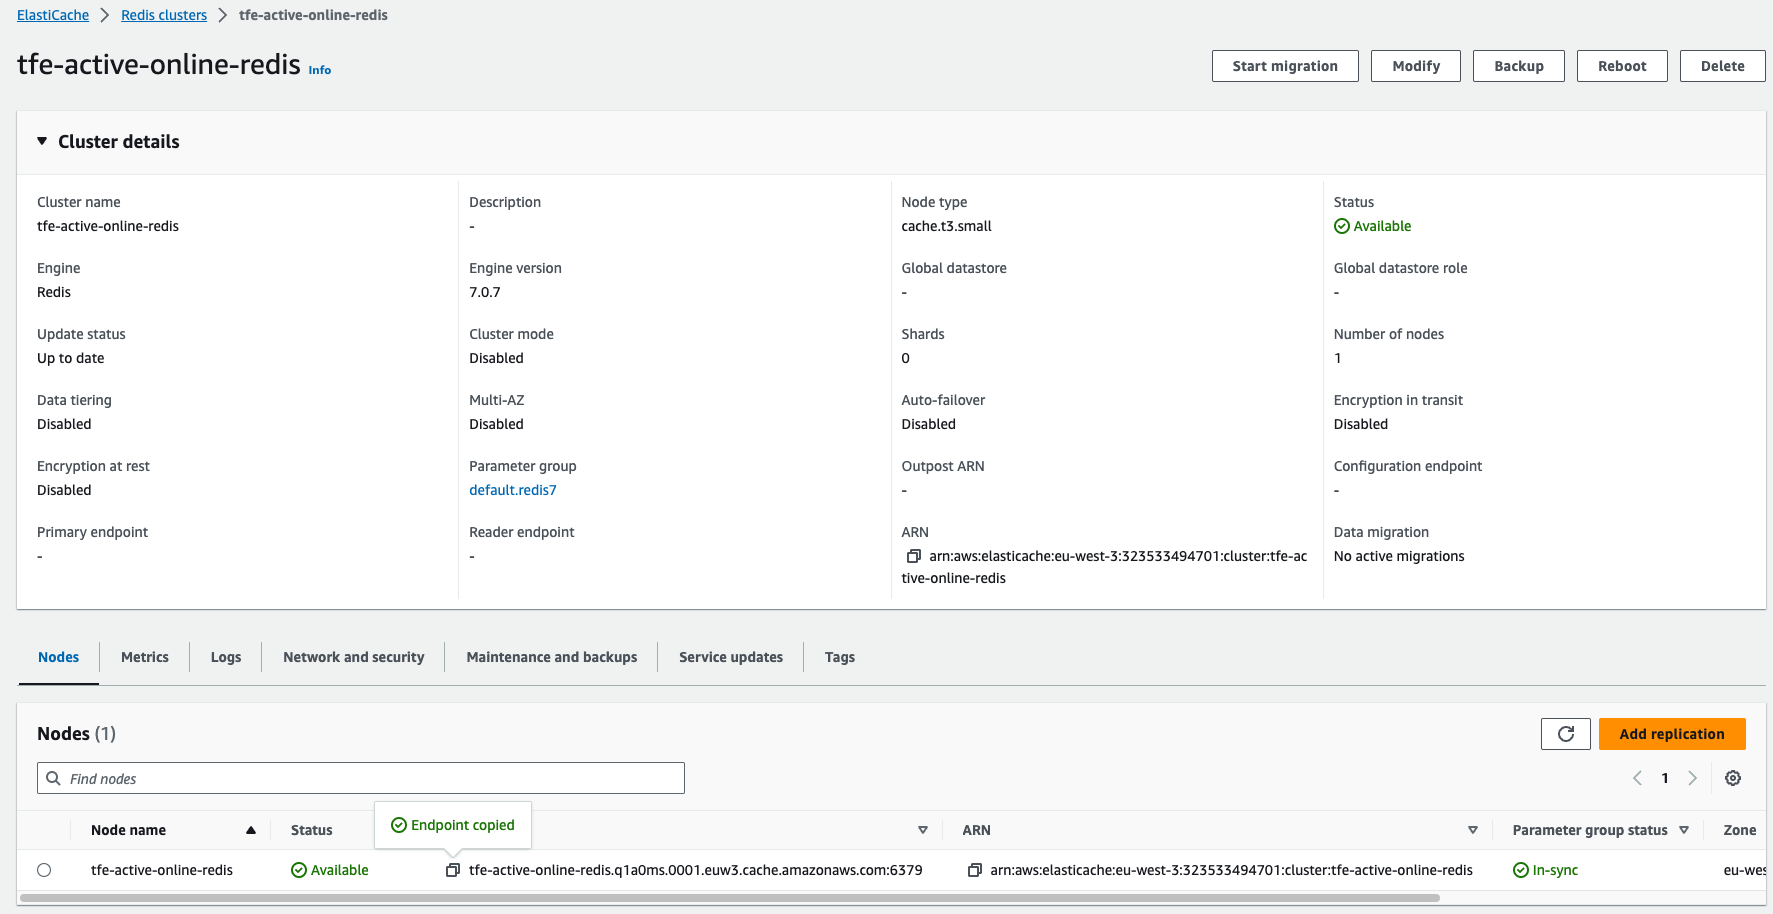 ElastiCache > Redis clusters > tfe-active-online-redis
tfe-active-online-redis Info
Start migration Modify Backup Reboot Delete
Cluster details
Cluster name Description Node type Status
tfe-active-online-redis - cache.t3.small Available
Engine Engine version Global datastore Global datastore role
Redis 7.0.7 - -
Update status Cluster mode Shards Number of nodes
Up to date Disabled 0 1
Data tiering Multi-AZ Auto-failover Encryption in transit
Disabled Disabled Disabled Disabled
Encryption at rest Parameter group Outpost ARN Configuration endpoint
Disabled default.redis7 - -
Primary endpoint Reader endpoint ARN Data migration
- - arn:aws:elasticache:eu-west-3:323533494701:cluster:tfe-ac No active migrations
tive-online-redis
Nodes Metrics Logs Network and security Maintenance and backups Service updates Tags
Nodes (1)
Add replication
Find nodes
1
Endpoint copied
Node name Status ARN Parameter group status Zone
tfe-active-online-redis Available tfe-active-online-redis.q1a0ms.0001.euw3.cache.amazonaws.com:6379 arn:aws:elasticache:eu-west-3:323533494701:cluster:tfe-active-online-redis In-sync eu-wes